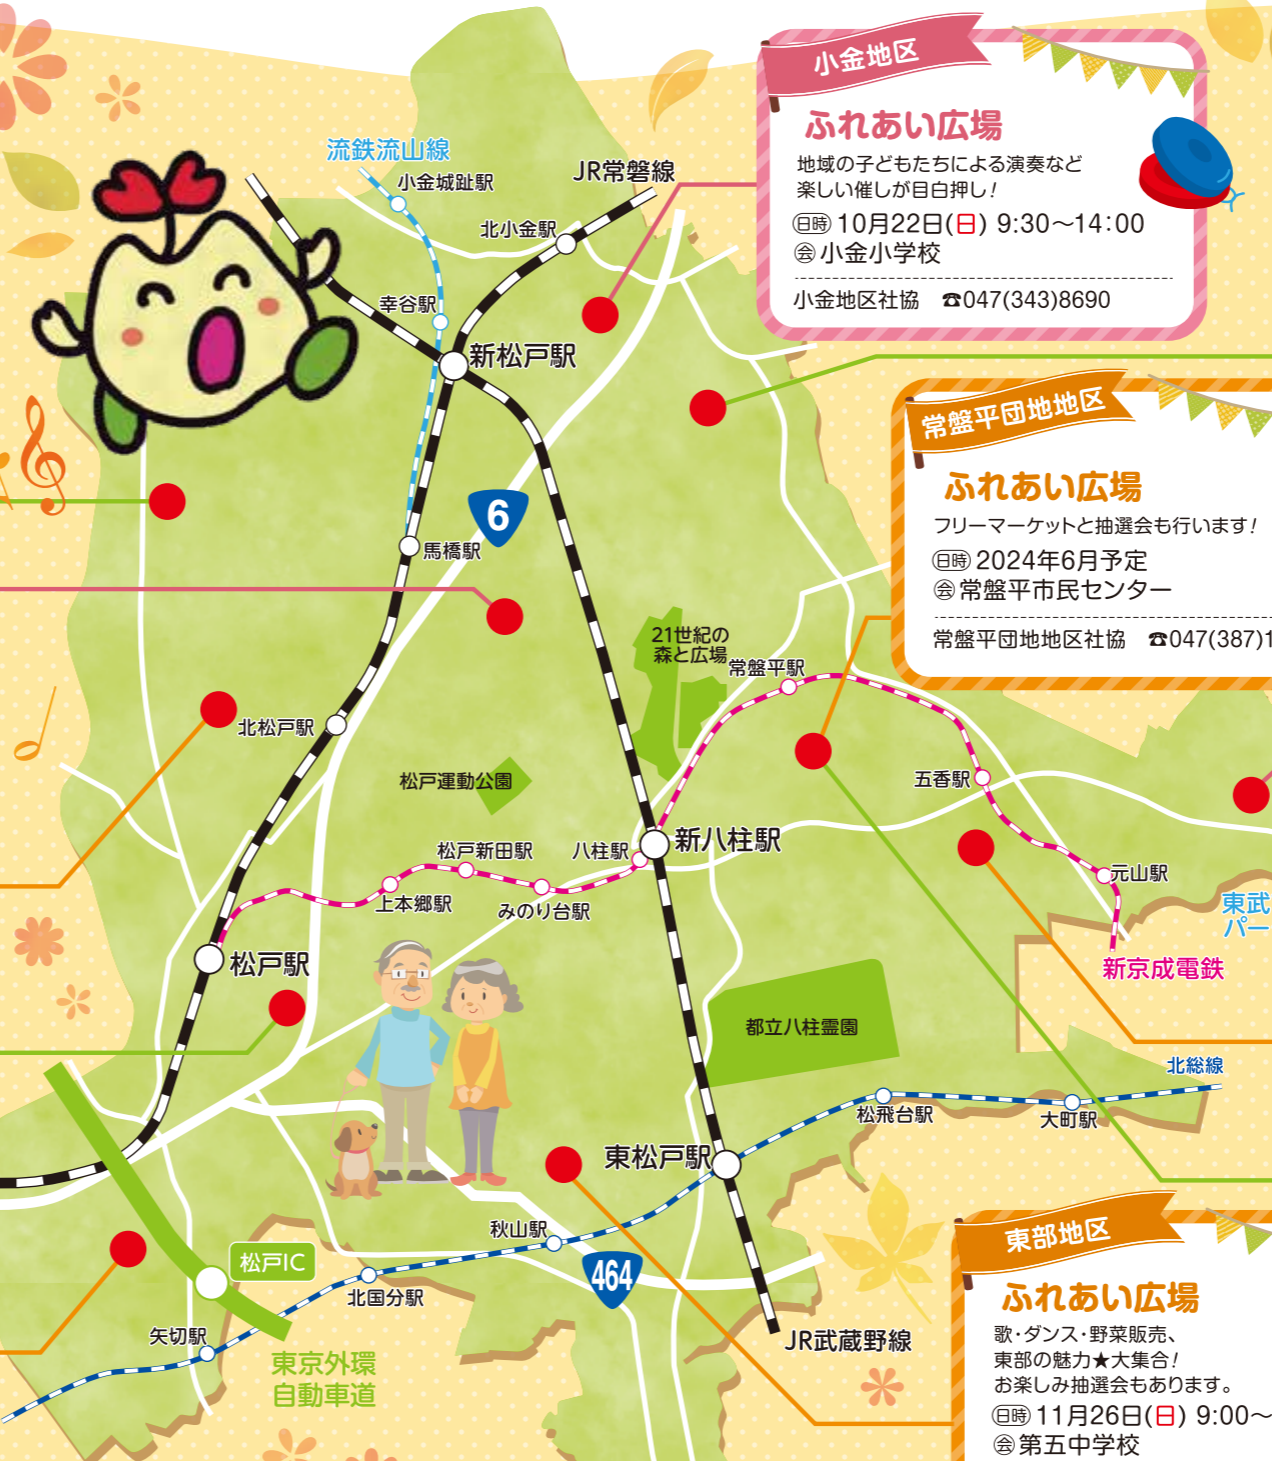 小金地区
ふれあい広場
地域の子どもたちによる演奏など
楽しい催しが目白押し！
日時 10月22日(日) 9:30～14:00
会 小金小学校
小金地区社協　☎047(343)8690
流鉄流山線
小金城趾駅
JR常磐線
北小金駅
幸谷駅
新松戸駅
常盤平団地地区
ふれあい広場
フリーマーケットと抽選会も行います！
日時 2024年6月予定
会 常盤平市民センター
常盤平団地地区社協　☎047(387)1
6
馬橋駅
21世紀の
森と広場
常盤平駅
北松戸駅
松戸運動公園
五香駅
新八柱駅
松戸新田駅
八柱駅
元山駅
上本郷駅
みのり台駅
東武
パー
松戸駅
新京成電鉄
都立八柱霊園
北総線
松飛台駅
大町駅
東松戸駅
秋山駅
松戸IC
464
北国分駅
矢切駅
JR武蔵野線
東京外環
自動車道
東部地区
ふれあい広場
歌・ダンス・野菜販売、
東部の魅力★大集合！
お楽しみ抽選会もあります。
日時 11月26日(日) 9:00～
会 第五中学校